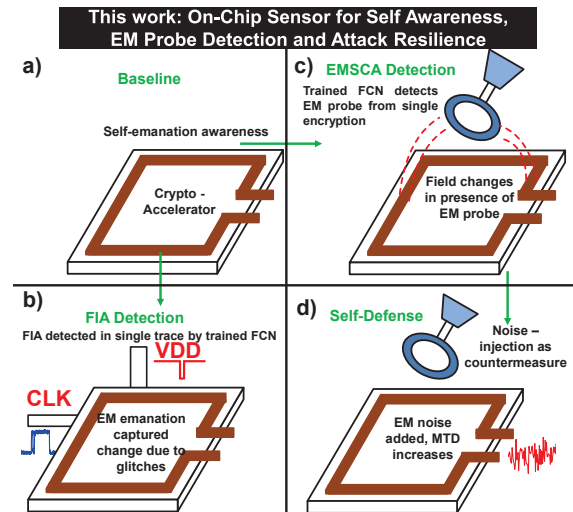 This work: On-Chip Sensor for Self Awareness,
EM Probe Detection and Attack Resilience
a)
Baseline
Self-emanation awareness
Crypto -
Accelerator
c)
EMSCA Detection
Trained FCN detects
EM probe from single
encryption
Field changes
in presence of
EM probe
b)
FIA Detection
FIA detected in single trace by trained FCN
VDD
CLK
EM emanation
captured
change due to
glitches
d)
Self-Defense
Noise –
injection as
countermeasure
EM noise
added, MTD
increases